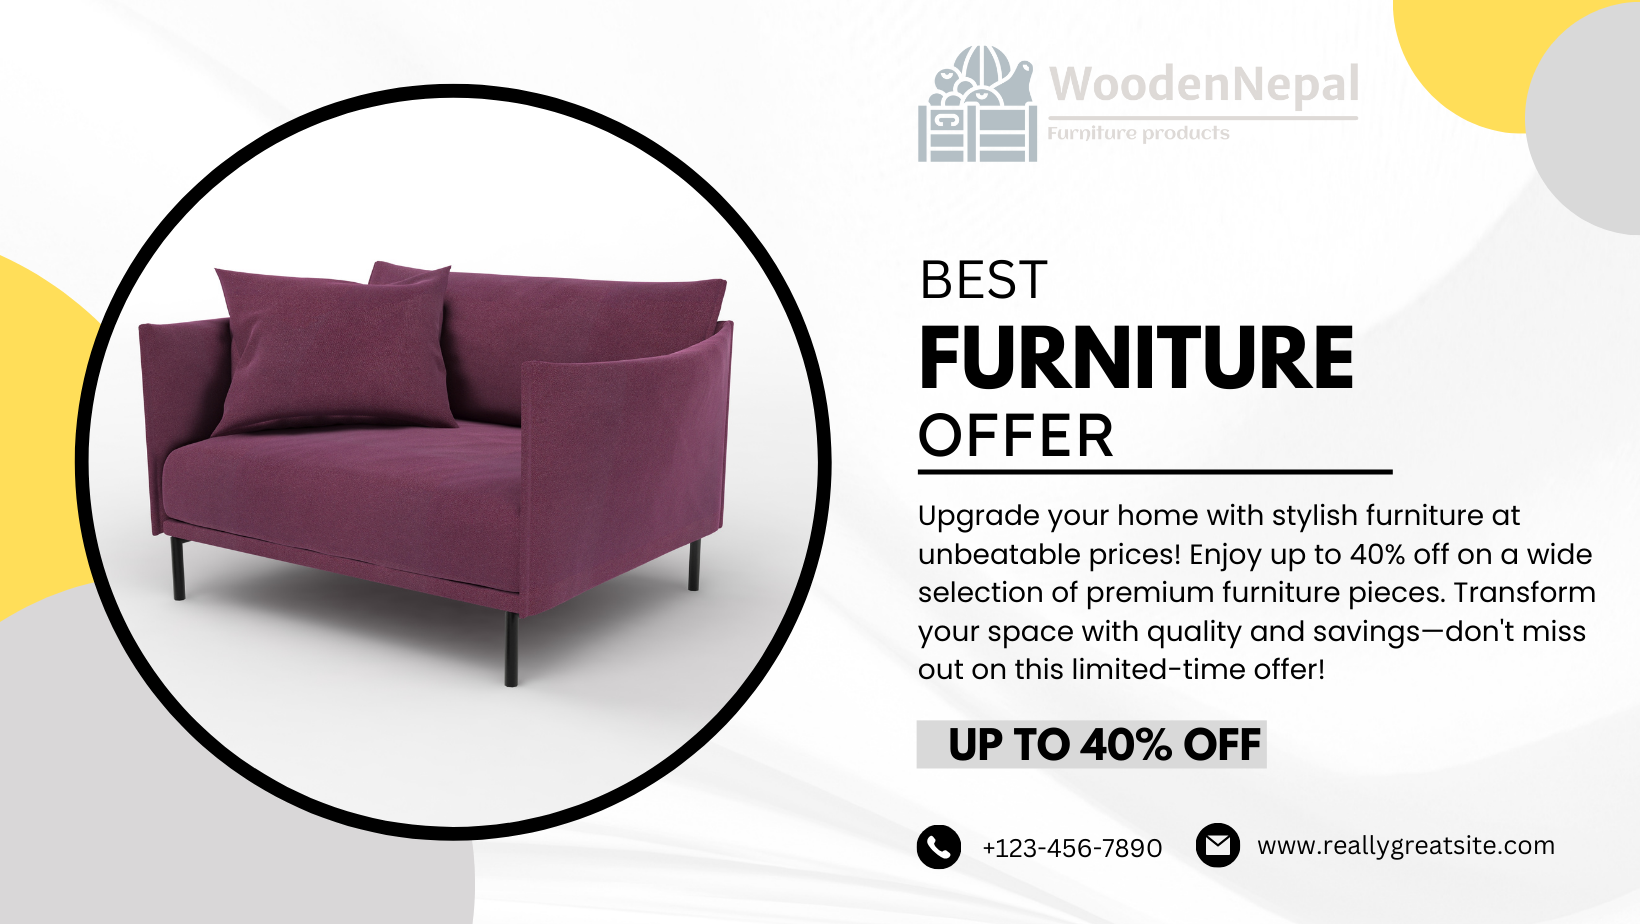 WoodenNepal
Furniture products
BEST
FURNITURE
OFFER
Upgrade your home with stylish furniture at
unbeatable prices! Enjoy up to 40% off on a wide
selection of premium furniture pieces. Transform
your space with quality and savings—don't miss
out on this limited-time offer!
UP TO 40% OFF
+123-456-7890
www.reallygreatsite.com